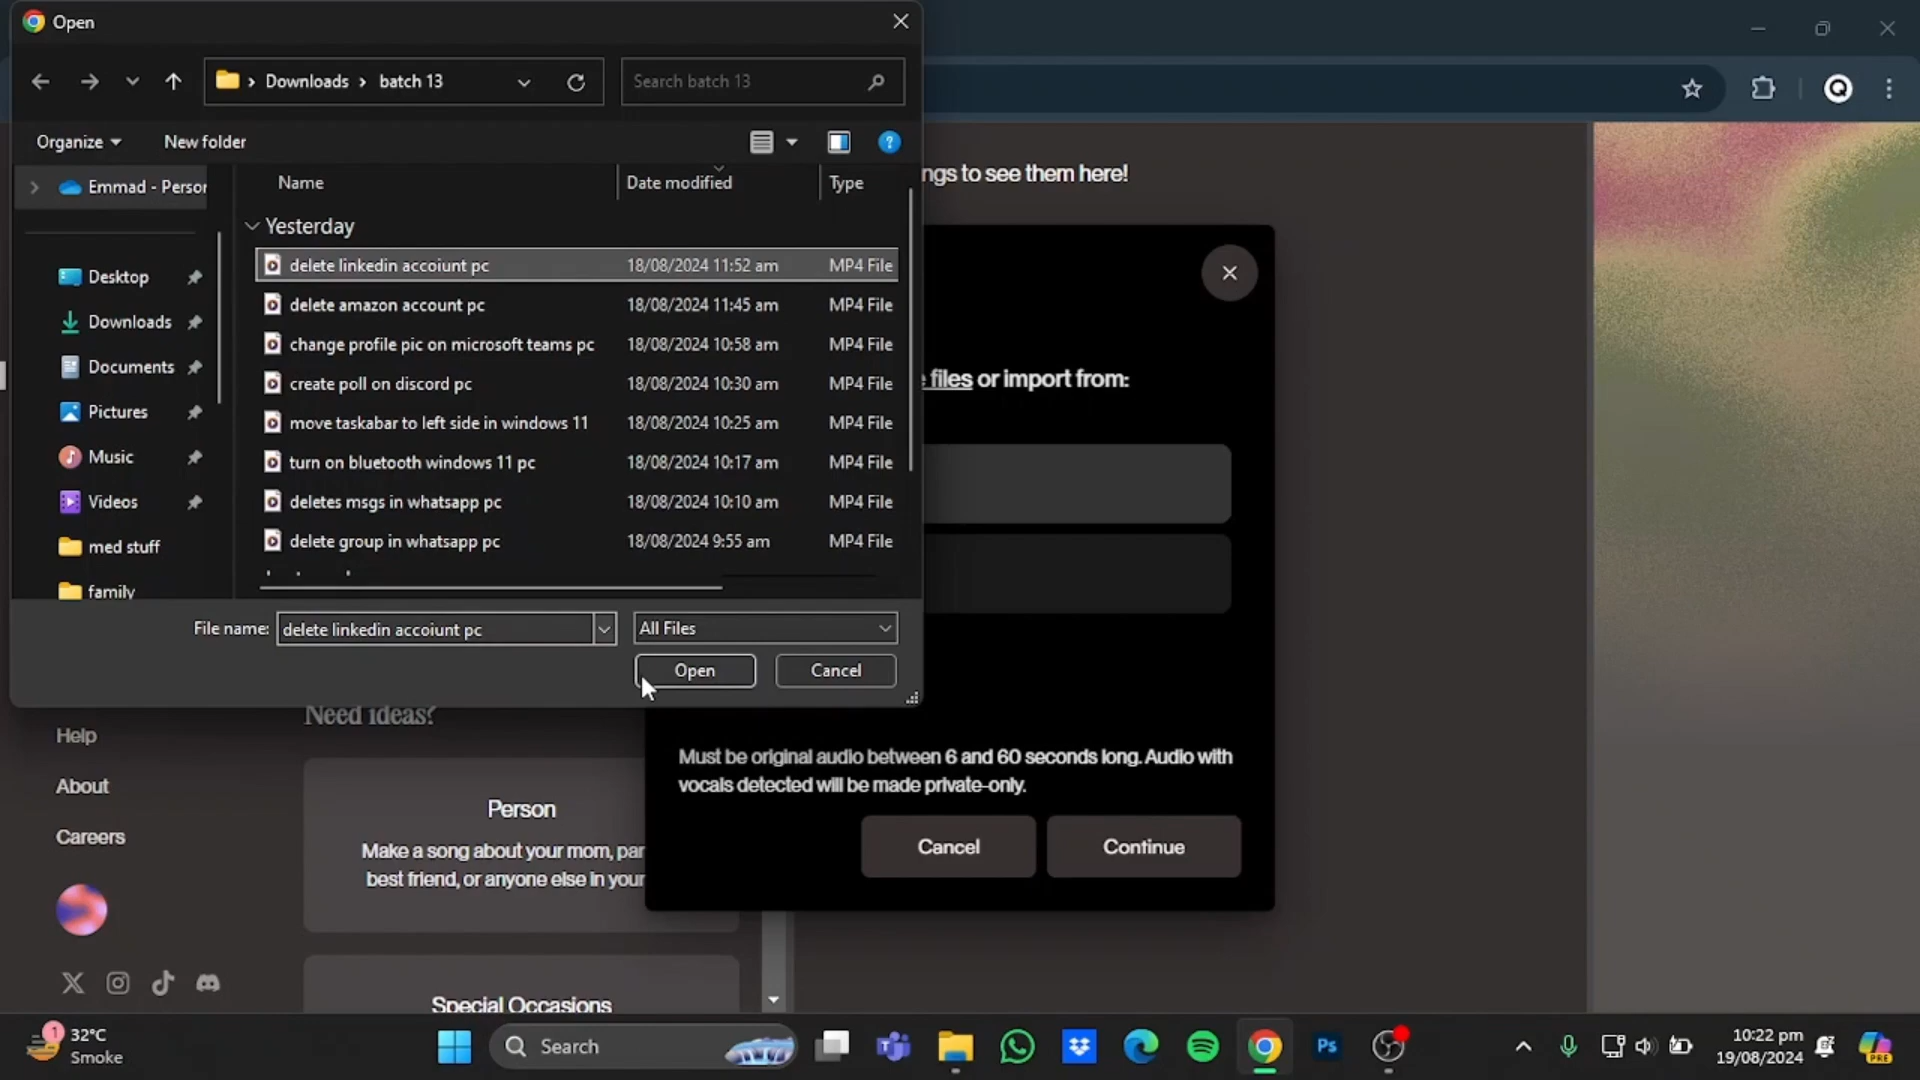 Open
Downloads > batch 13
Search batch 13
Organize
New folder
?
Emmad - Person
Name
Date modified
Type
Yesterday
delete linkedin accoiunt pc 18/08/2024 11:52 am MP4 File
delete amazon account pc 18/08/2024 11:45 am MP4 File
change profile pic on microsoft teams pc 18/08/2024 10:58 am MP4 File
create poll on discord pc 18/08/2024 10:30 am MP4 File
move taskabar to left side in windows 11 18/08/2024 10:25 am MP4 File
turn on bluetooth windows 11 pc 18/08/2024 10:17 am MP4 File
deletes msgs in whatsapp pc 18/08/2024 10:10 am MP4 File
delete group in whatsapp pc 18/08/2024 9:55 am MP4 File
Desktop
Downloads
Documents
Pictures
Music
Videos
med stuff
family
File name: delete linkedin accoiunt pc
All Files
Open
Cancel
ngs to see them here!
files or import from:
Must be original audio between 6 and 60 seconds long. Audio with
vocals detected will be made private-only.
Cancel
Continue
Need ideas?
Help
About
Careers
Person
Make a song about your mom, par
best friend, or anyone else in your
Special Occasions
1
32°C
Smoke
Search
Ps
10:22 pm
19/08/2024
PRE